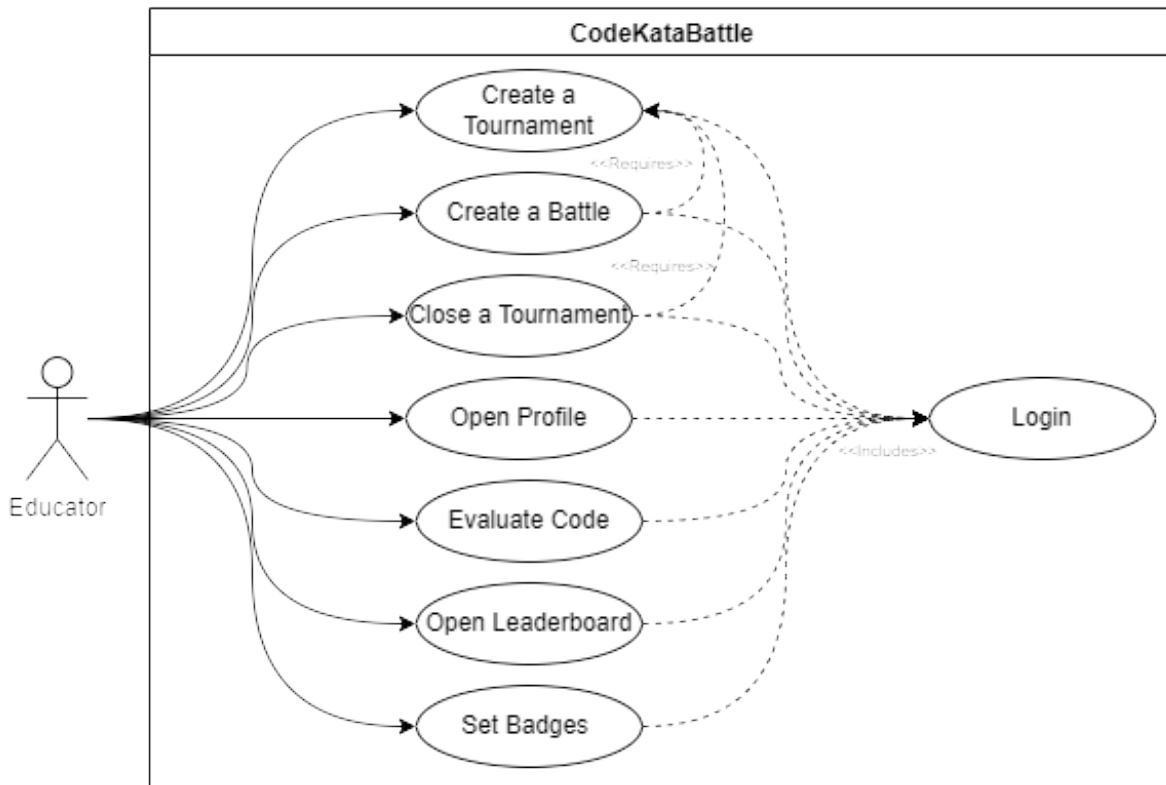 CodeKataBattle
Create a
Tournament
<<Requires>>
Create a Battle
<<Requires>>
Close a Tournament
Open Profile
Login
<<Includes>>
Educator
Evaluate Code
Open Leaderboard
Set Badges